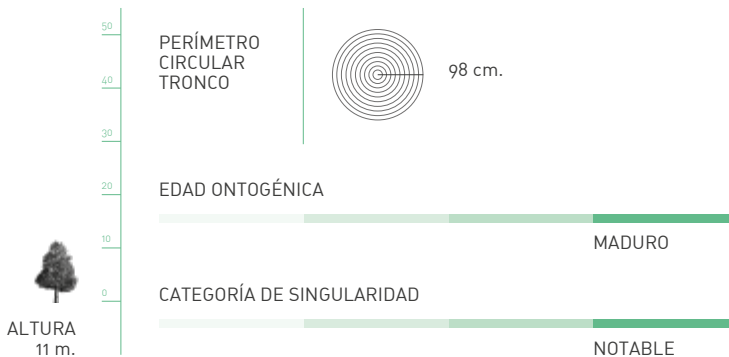 50
40
30
20
10
0
ALTURA
11 m.
PERÍMETRO
CIRCULAR
TRONCO
98 cm.
EDAD ONTOGÉNICA
MADURO
CATEGORÍA DE SINGULARIDAD
NOTABLE